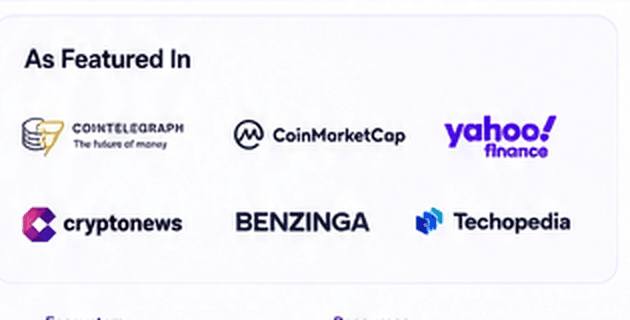 As Featured In
COINTELEGRAPH
The future of money
CoinMarketCap
yahoo!
finance
cryptonews
BENZINGA
Techopedia